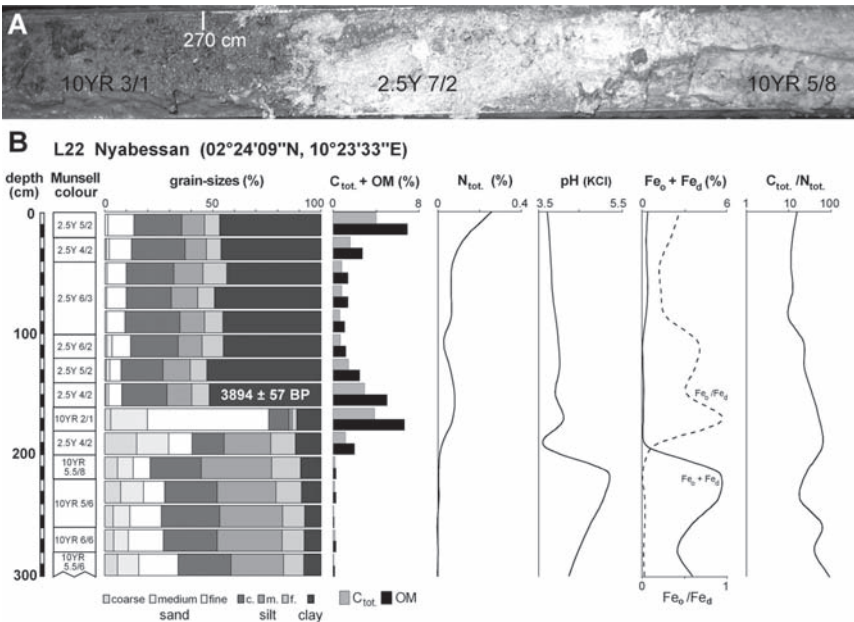 A
270 cm
10YR 3/1 2.5Y 7/2 10YR 5/8
B L22 Nyabessan (02°24'09"N, 10°23'33"E)
depth (cm) Munsell colour grain-sizes (%) Ctot. + OM (%) Ntot. (%) pH (KCl) Feo + Fed (%) Ctot. /Ntot.
0 100 0 8 0 0.4 3.5 5.5 0 6 1 10 100
0
2.5Y 5/2
2.5Y 4/2
2.5Y 6/3
100
2.5Y 6/2
2.5Y 5/2
2.5Y 4/2 3894 ± 57 BP Feo /Fed
10YR 2/1
2.5Y 4/2
200
10YR 5.5/8 Feo + Fed
10YR 5/6
10YR 6/6
10YR 5.5/6
300
0 1
coarse medium fine c. m. f. Ctot. OM Feo /Fed
sand silt clay